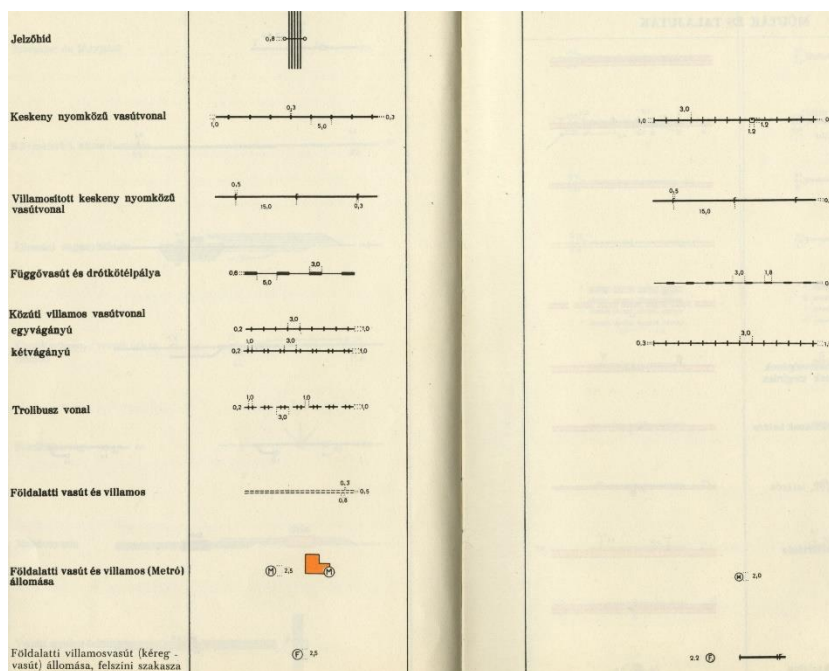 MŰUTAK ÉS TALAJUTAK
Jelzőhíd
0,8
Keskeny nyomközű vasútvonal
0,3
1,0
5,0
0,3
3,0
1,0
1,2
1,2
Villamosított keskeny nyomközű
vasútvonal
0,5
15,0
0,3
0,5
15,0
Függővasút és drótkötélpálya
3,0
0,6
5,0
3,0
1,8
Közúti villamos vasútvonal
egyvágányú
3,0
0,2
1,0
kétvágányú
1,0
3,0
0,2
1,0
3,0
0,3
Trolibusz vonal
1,0
1,0
0,2
1,0
3,0
Földalatti vasút és villamos
0,3
0,5
0,8
Földalatti vasút és villamos (Metró)
állomása
M
2,5
M
M
2,0
Földalatti villamosvasút (kéreg -
vasút) állomása, felszíni szakasza
F
2,5
2,2
F